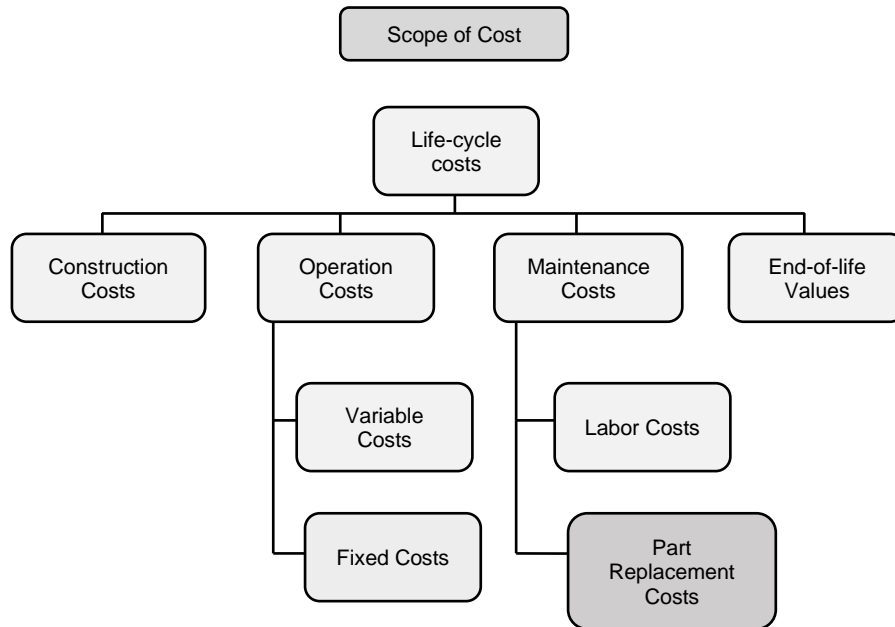 Scope of Cost
Life-cycle
costs
Construction
Costs
Operation
Costs
Maintenance
Costs
End-of-life
Values
Variable
Costs
Labor Costs
Fixed Costs
Part
Replacement
Costs